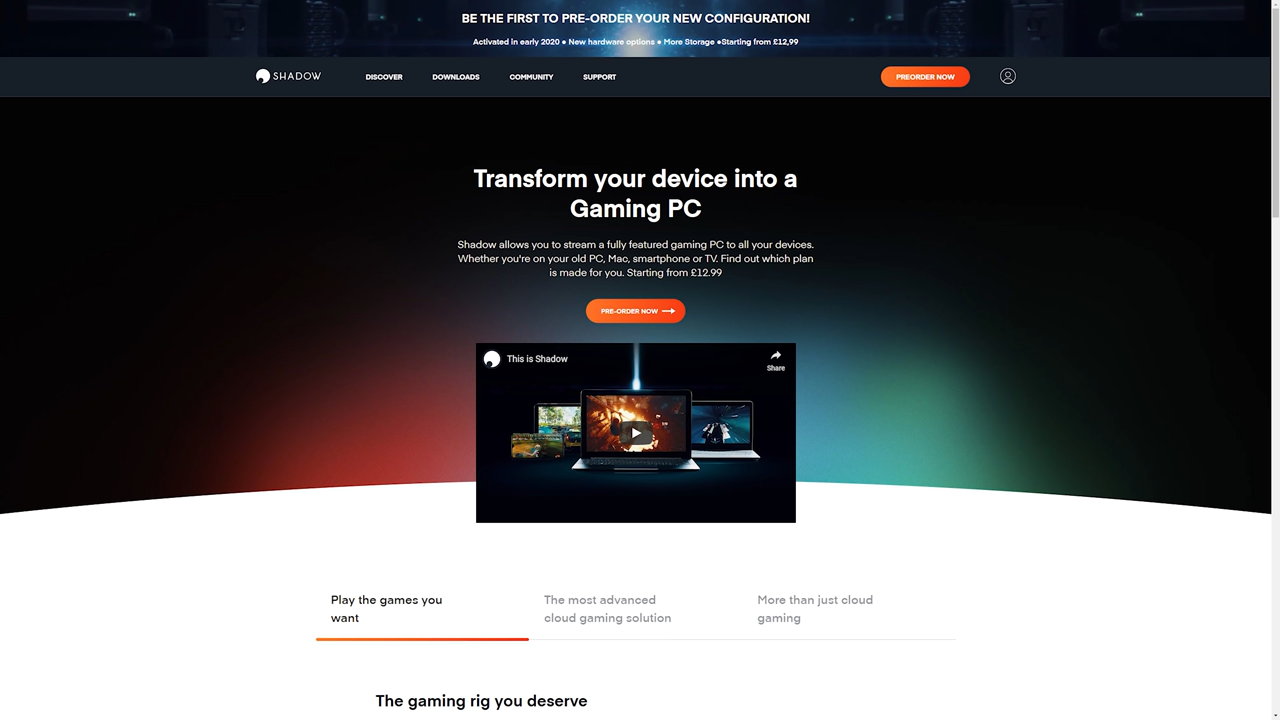 BE THE FIRST TO PRE-ORDER YOUR NEW CONFIGURATION!
Activated in early 2020 • New hardware options • More Storage •Starting from £12,99
SHADOW DISCOVER DOWNLOADS COMMUNITY SUPPORT PREORDER NOW
Transform your device into a
Gaming PC
Shadow allows you to stream a fully featured gaming PC to all your devices.
Whether you're on your old PC, Mac, smartphone or TV. Find out which plan
is made for you. Starting from £12.99
PRE-ORDER NOW
This is Shadow
Share
Play the games you
want
The most advanced
cloud gaming solution
More than just cloud
gaming
The gaming rig you deserve